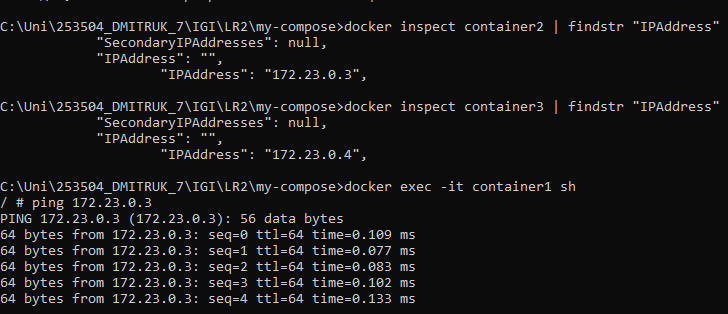 C:\Uni\253504_DMITRUK_7\IGI\LR2\my-compose>docker inspect container2 | findstr "IPAddress"
            "SecondaryIPAddresses": null,
            "IPAddress": "",
                    "IPAddress": "172.23.0.3",
C:\Uni\253504_DMITRUK_7\IGI\LR2\my-compose>docker inspect container3 | findstr "IPAddress"
            "SecondaryIPAddresses": null,
            "IPAddress": "",
                    "IPAddress": "172.23.0.4",
C:\Uni\253504_DMITRUK_7\IGI\LR2\my-compose>docker exec -it container1 sh
/ # ping 172.23.0.3
PING 172.23.0.3 (172.23.0.3): 56 data bytes
64 bytes from 172.23.0.3: seq=0 ttl=64 time=0.109 ms
64 bytes from 172.23.0.3: seq=1 ttl=64 time=0.077 ms
64 bytes from 172.23.0.3: seq=2 ttl=64 time=0.083 ms
64 bytes from 172.23.0.3: seq=3 ttl=64 time=0.102 ms
64 bytes from 172.23.0.3: seq=4 ttl=64 time=0.133 ms